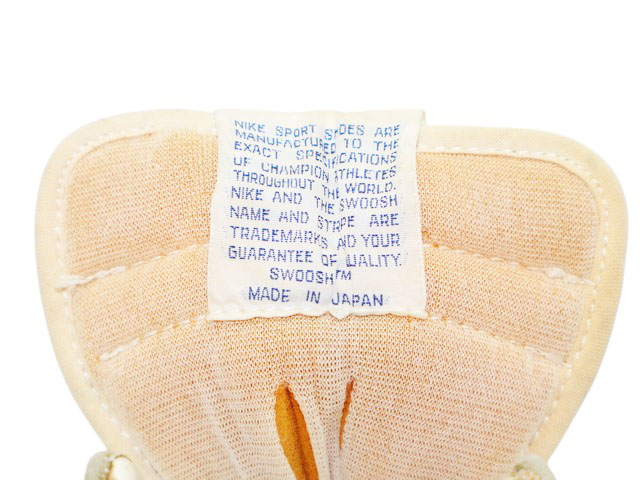 NIKE SPORT SHOES ARE
MANUFACTURED TO THE
EXACT SPECIFICATIONS
OF CHAMPION ATHLETES
THROUGHOUT THE WORLD.
NIKE AND THE SWOOSH
NAME AND STRIPE ARE
TRADEMARKS AND YOUR
GUARANTEE OF QUALITY.
SWOOSH™
MADE IN JAPAN